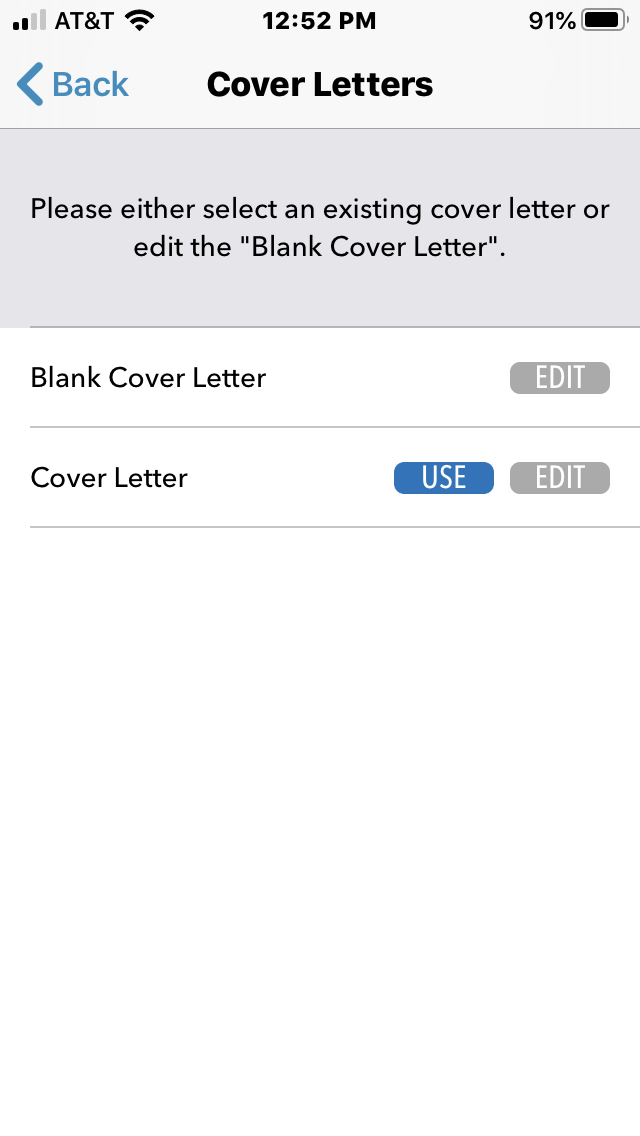 AT&T 12:52 PM 91%
Back Cover Letters
Please either select an existing cover letter or
edit the "Blank Cover Letter".
Blank Cover Letter EDIT
Cover Letter USE EDIT